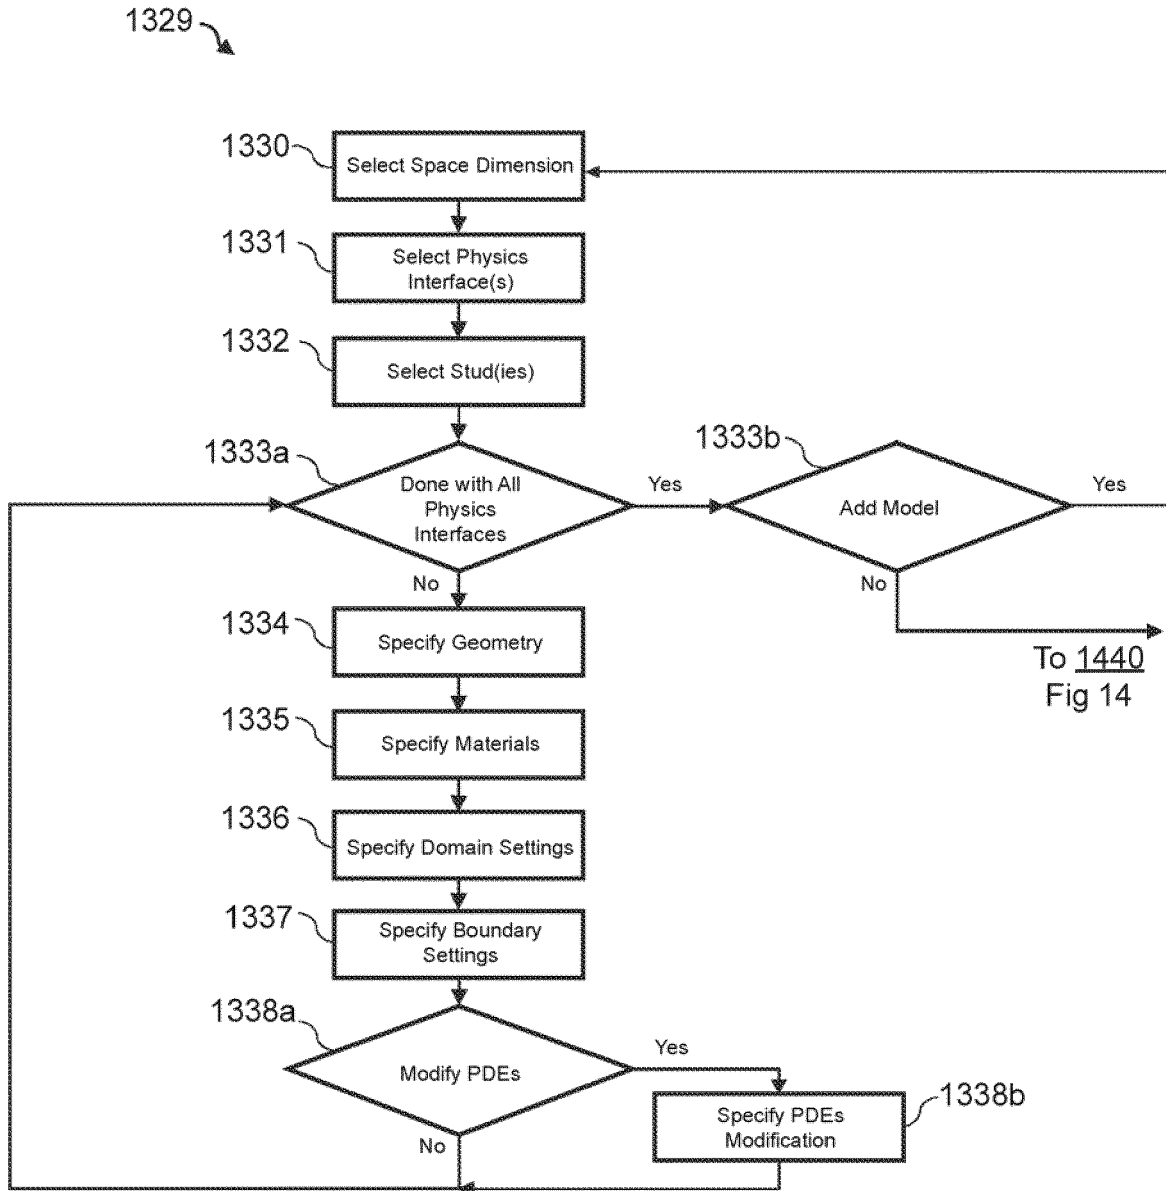 1329
1330
Select Space Dimension
1331
Select Physics
Interface(s)
1332
Select Stud(ies)
1333a
Done with All
Physics
Interfaces
Yes
No
1333b
Add Model
Yes
No
To 1440
Fig 14
1334
Specify Geometry
1335
Specify Materials
1336
Specify Domain Settings
1337
Specify Boundary
Settings
1338a
Modify PDEs
Yes
No
1338b
Specify PDEs
Modification